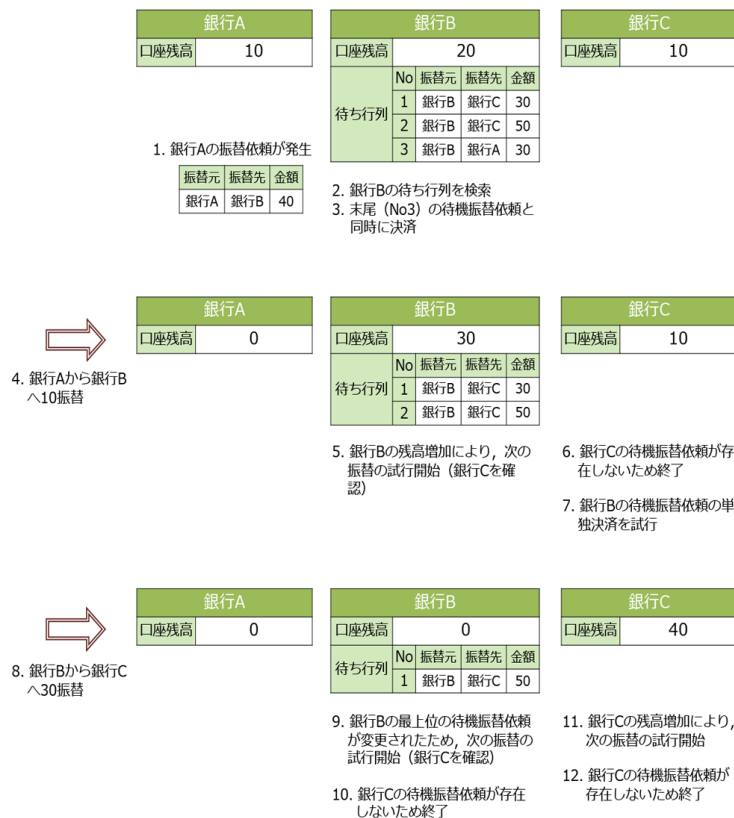 銀行A
口座残高 10
銀行B
口座残高 20
待ち行列
No 振替元 振替先 金額
1 銀行B 銀行C 30
2 銀行B 銀行C 50
3 銀行B 銀行A 30
銀行C
口座残高 10
1. 銀行Aの振替依頼が発生
振替元 振替先 金額
銀行A 銀行B 40
2. 銀行Bの待ち行列を検索
3. 末尾（No3）の待機振替依頼と
同時に決済
4. 銀行Aから銀行B
へ10振替
銀行A
口座残高 0
銀行B
口座残高 30
待ち行列
No 振替元 振替先 金額
1 銀行B 銀行C 30
2 銀行B 銀行C 50
銀行C
口座残高 10
5. 銀行Bの残高増加により，次の
振替の試行開始（銀行Cを確
認）
6. 銀行Cの待機振替依頼が存
在しないため終了
7. 銀行Bの待機振替依頼の単
独決済を試行
8. 銀行Bから銀行C
へ30振替
銀行A
口座残高 0
銀行B
口座残高 0
待ち行列
No 振替元 振替先 金額
1 銀行B 銀行C 50
銀行C
口座残高 40
9. 銀行Bの最上位の待機振替依頼
が変更されたため，次の振替の
試行開始（銀行Cを確認）
10. 銀行Cの待機振替依頼が存在
しないため終了
11. 銀行Cの残高増加により，
次の振替の試行開始
12. 銀行Cの待機振替依頼が
存在しないため終了